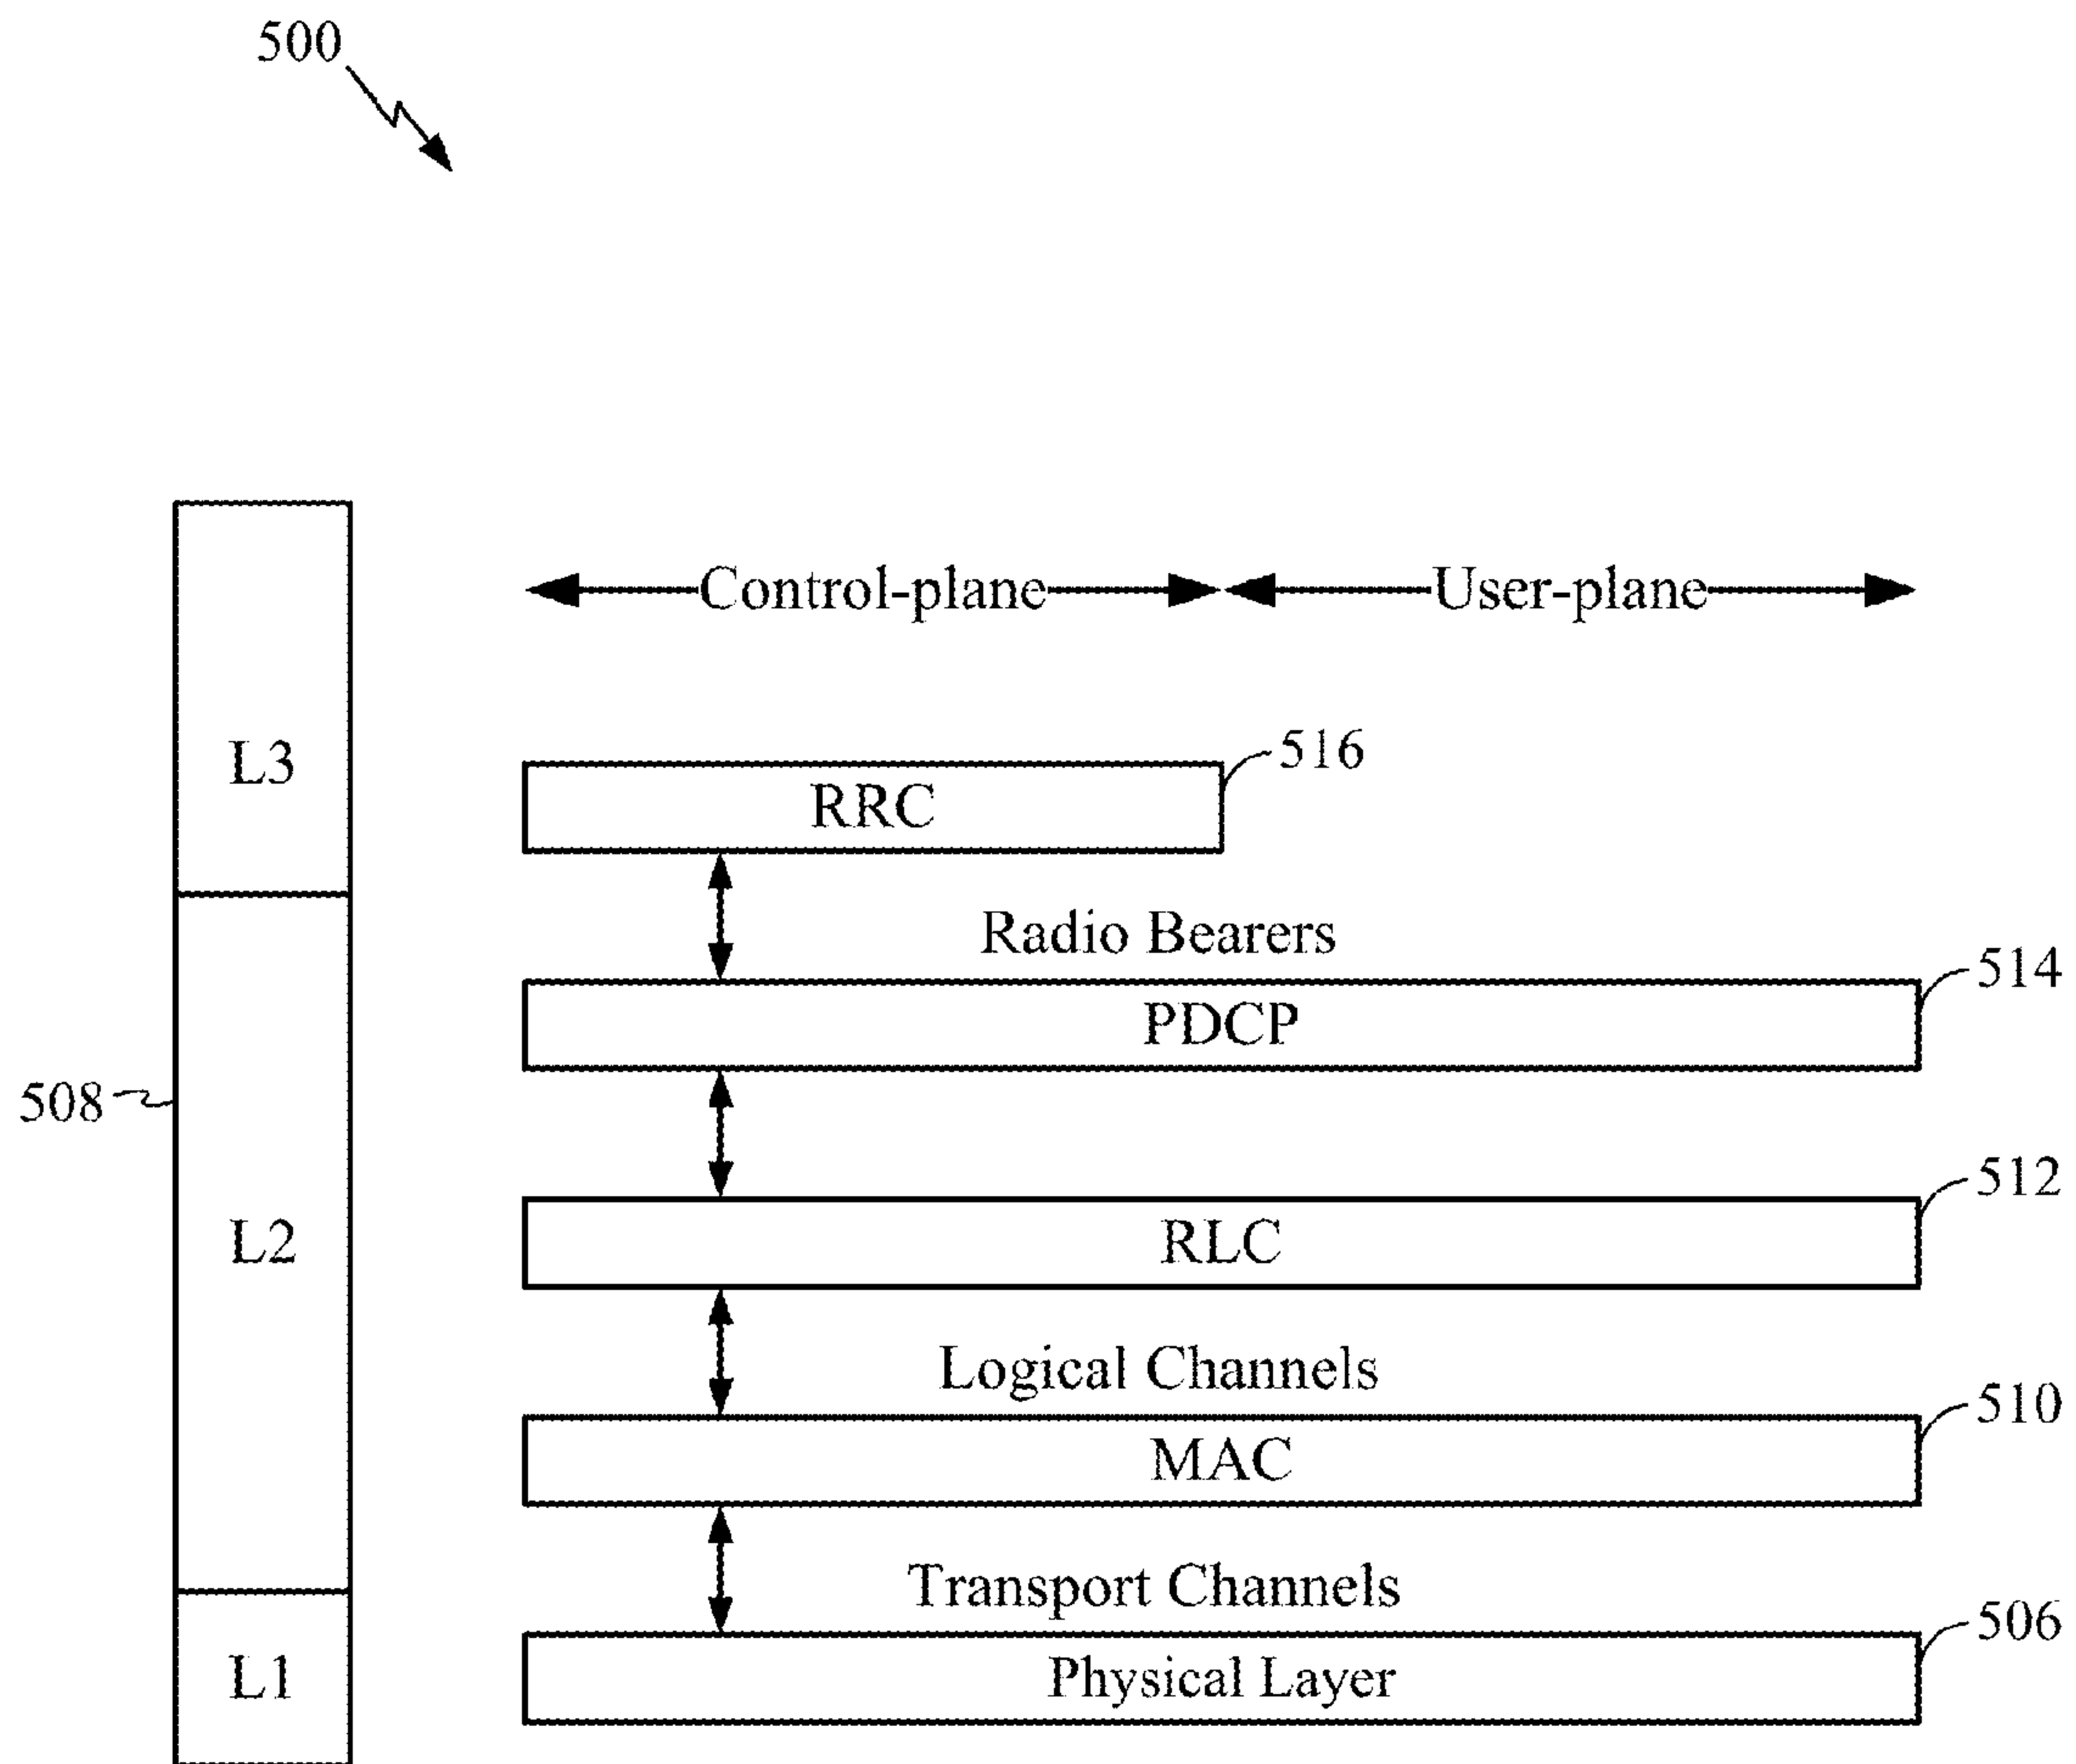 500
Control-plane
User-plane
L3
516
RRC
Radio Bearers
514
PDCP
508
512
L2
RLC
Logical Channels
510
MAC
Transport Channels
506
L1
Physical Layer